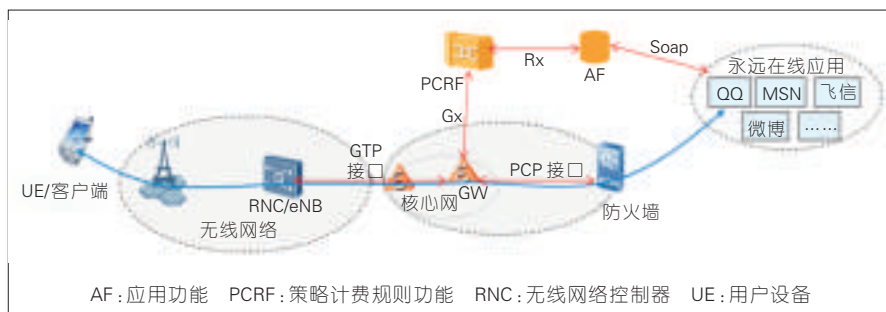 Soap
永远在线应用
Rx
AF
PCRF
QQ
MSN
飞信
微博
……
Gx
GTP
接口
PCP 接口
UE/客户端
RNC/eNB
核心网
GW
无线网络
防火墙
AF:应用功能 PCRF:策略计费规则功能 RNC:无线网络控制器 UE:用户设备